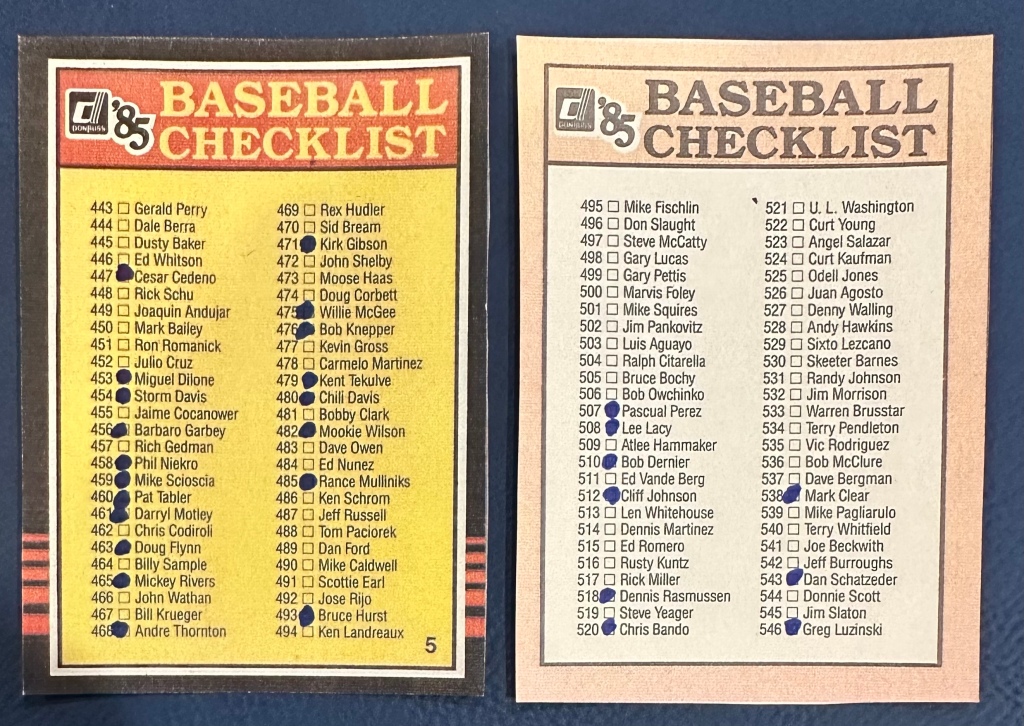 DONRUSS '85 BASEBALL
CHECKLIST
443 Gerald Perry
444 Dale Berra
445 Dusty Baker
446 Ed Whitson
447 Cesar Cedeno
448 Rick Schu
449 Joaquin Andujar
450 Mark Bailey
451 Ron Romanick
452 Julio Cruz
453 Miguel Dilone
454 Storm Davis
455 Jaime Cocanower
456 Barbaro Garbey
457 Rich Gedman
458 Phil Niekro
459 Mike Scioscia
460 Pat Tabler
461 Darryl Motley
462 Chris Codiroli
463 Doug Flynn
464 Billy Sample
465 Mickey Rivers
466 John Wathan
467 Bill Krueger
468 Andre Thornton
469 Rex Hudler
470 Sid Bream
471 Kirk Gibson
472 John Shelby
473 Moose Haas
474 Doug Corbett
475 Willie McGee
476 Bob Knepper
477 Kevin Gross
478 Carmelo Martinez
479 Kent Tekulve
480 Chili Davis
481 Bobby Clark
482 Mookie Wilson
483 Dave Owen
484 Ed Nunez
485 Rance Mulliniks
486 Ken Schrom
487 Jeff Russell
488 Tom Paciorek
489 Dan Ford
490 Mike Caldwell
491 Scottie Earl
492 Jose Rijo
493 Bruce Hurst
494 Ken Landreaux
5
DONRUSS '85 BASEBALL
CHECKLIST
495 Mike Fischlin
496 Don Slaught
497 Steve McCatty
498 Gary Lucas
499 Gary Pettis
500 Marvis Foley
501 Mike Squires
502 Jim Pankovitz
503 Luis Aguayo
504 Ralph Citarella
505 Bruce Bochy
506 Bob Owchinko
507 Pascual Perez
508 Lee Lacy
509 Atlee Hammaker
510 Bob Dernier
511 Ed Vande Berg
512 Cliff Johnson
513 Len Whitehouse
514 Dennis Martinez
515 Ed Romero
516 Rusty Kuntz
517 Rick Miller
518 Dennis Rasmussen
519 Steve Yeager
520 Chris Bando
521 U. L. Washington
522 Curt Young
523 Angel Salazar
524 Curt Kaufman
525 Odell Jones
526 Juan Agosto
527 Denny Walling
528 Andy Hawkins
529 Sixto Lezcano
530 Skeeter Barnes
531 Randy Johnson
532 Jim Morrison
533 Warren Brusstar
534 Terry Pendleton
535 Vic Rodriguez
536 Bob McClure
537 Dave Bergman
538 Mark Clear
539 Mike Pagliarulo
540 Terry Whitfield
541 Joe Beckwith
542 Jeff Burroughs
543 Dan Schatzeder
544 Donnie Scott
545 Jim Slaton
546 Greg Luzinski